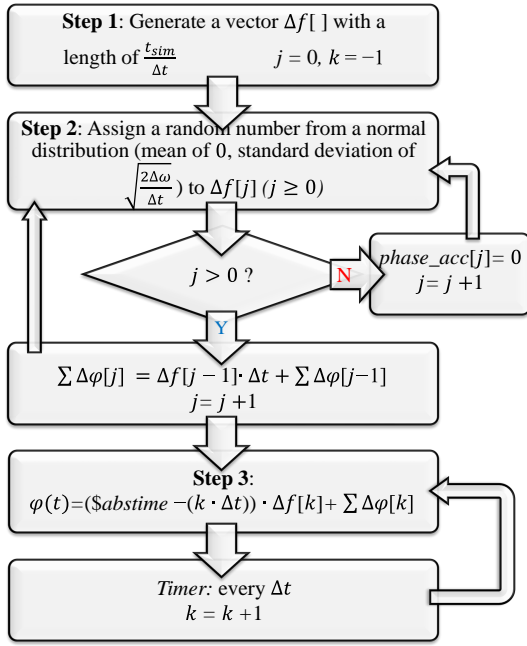 Step 1: Generate a vector Δf[ ] with a
length of t_sim/Δt j = 0, k = −1
Step 2: Assign a random number from a normal
distribution (mean of 0, standard deviation of
√(2Δω/Δt) ) to Δf[j] (j ≥ 0)
j > 0 ?
N
phase_acc[j]= 0
j= j +1
Y
∑ Δφ[j] = Δf[j − 1]· Δt + ∑ Δφ[j−1]
j= j +1
Step 3:
φ(t)=($abstime −(k · Δt)) · Δf[k]+ ∑ Δφ[k]
Timer: every Δt
k = k +1